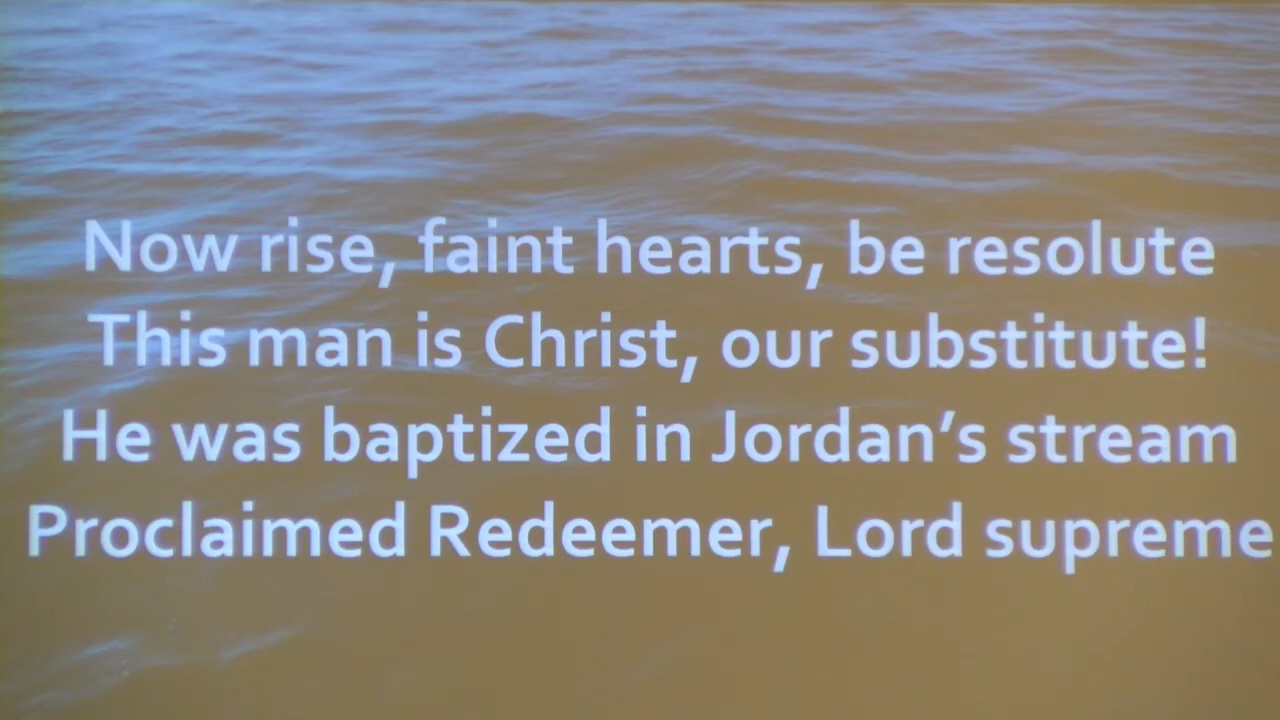 Now rise, faint hearts, be resolute
This man is Christ, our substitute!
He was baptized in Jordan’s stream
Proclaimed Redeemer, Lord supreme